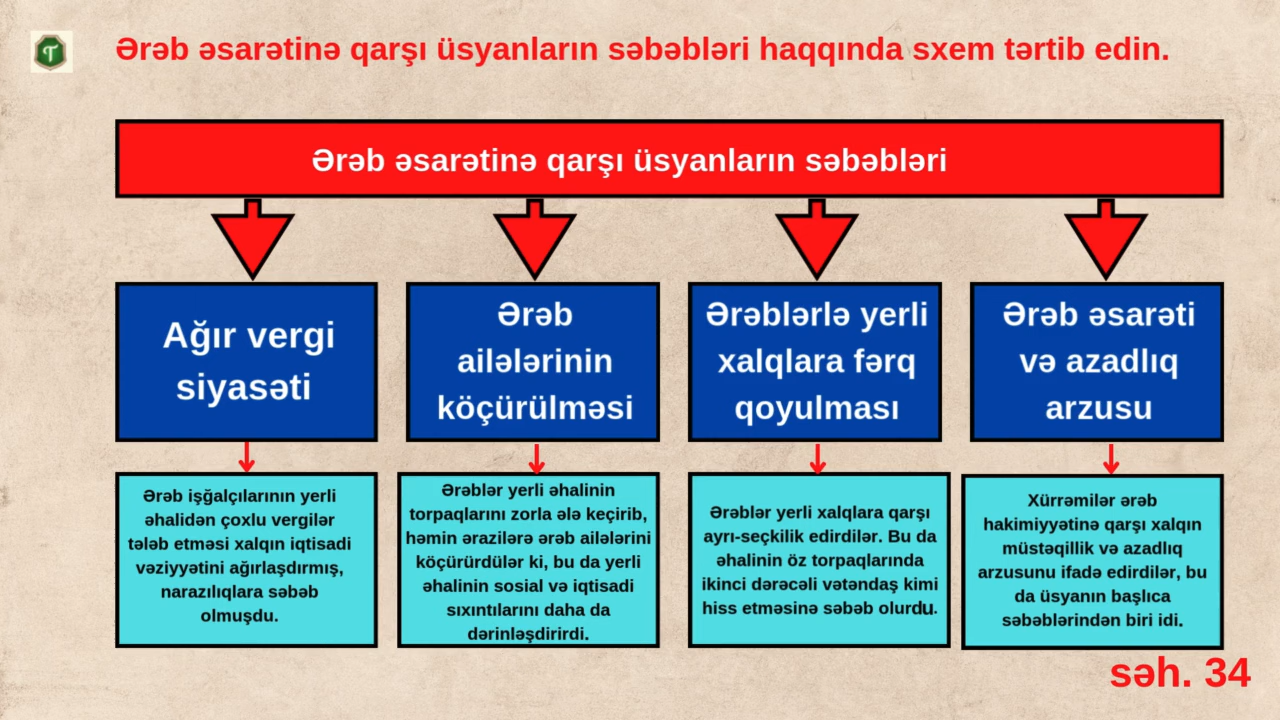 Ərəb əsarətinə qarşı üsyanların səbəbləri haqqında sxem tərtib edin.
Ərəb əsarətinə qarşı üsyanların səbəbləri
Ağır vergi
siyasəti
Ərəb
ailələrinin
köçürülməsi
Ərəblərlə yerli
xalqlara fərq
qoyulması
Ərəb əsarəti
və azadlıq
arzusu
Ərəb işğalçılarının yerli
əhalidən çoxlu vergilər
tələb etməsi xalqın iqtisadi
vəziyyətini ağırlaşdırmış,
narazılıqlara səbəb
olmuşdu.
Ərəblər yerli əhalinin
torpaqlarını zorla ələ keçirib,
həmin ərazilərə ərəb ailələrini
köçürürdülər ki, bu da yerli
əhalinin sosial və iqtisadi
sıxıntılarını daha da
dərinləşdirirdi.
Ərəblər yerli xalqlara qarşı
ayrı-seçkilik edirdilər. Bu da
əhalinin öz torpaqlarında
ikinci dərəcəli vətəndaş kimi
hiss etməsinə səbəb olurdu.
Xürrəmilər ərəb
hakimiyyətinə qarşı xalqın
müstəqillik və azadlıq
arzusunu ifadə edirdilər, bu
da üsyanın başlıca
səbəblərindən biri idi.
səh. 34